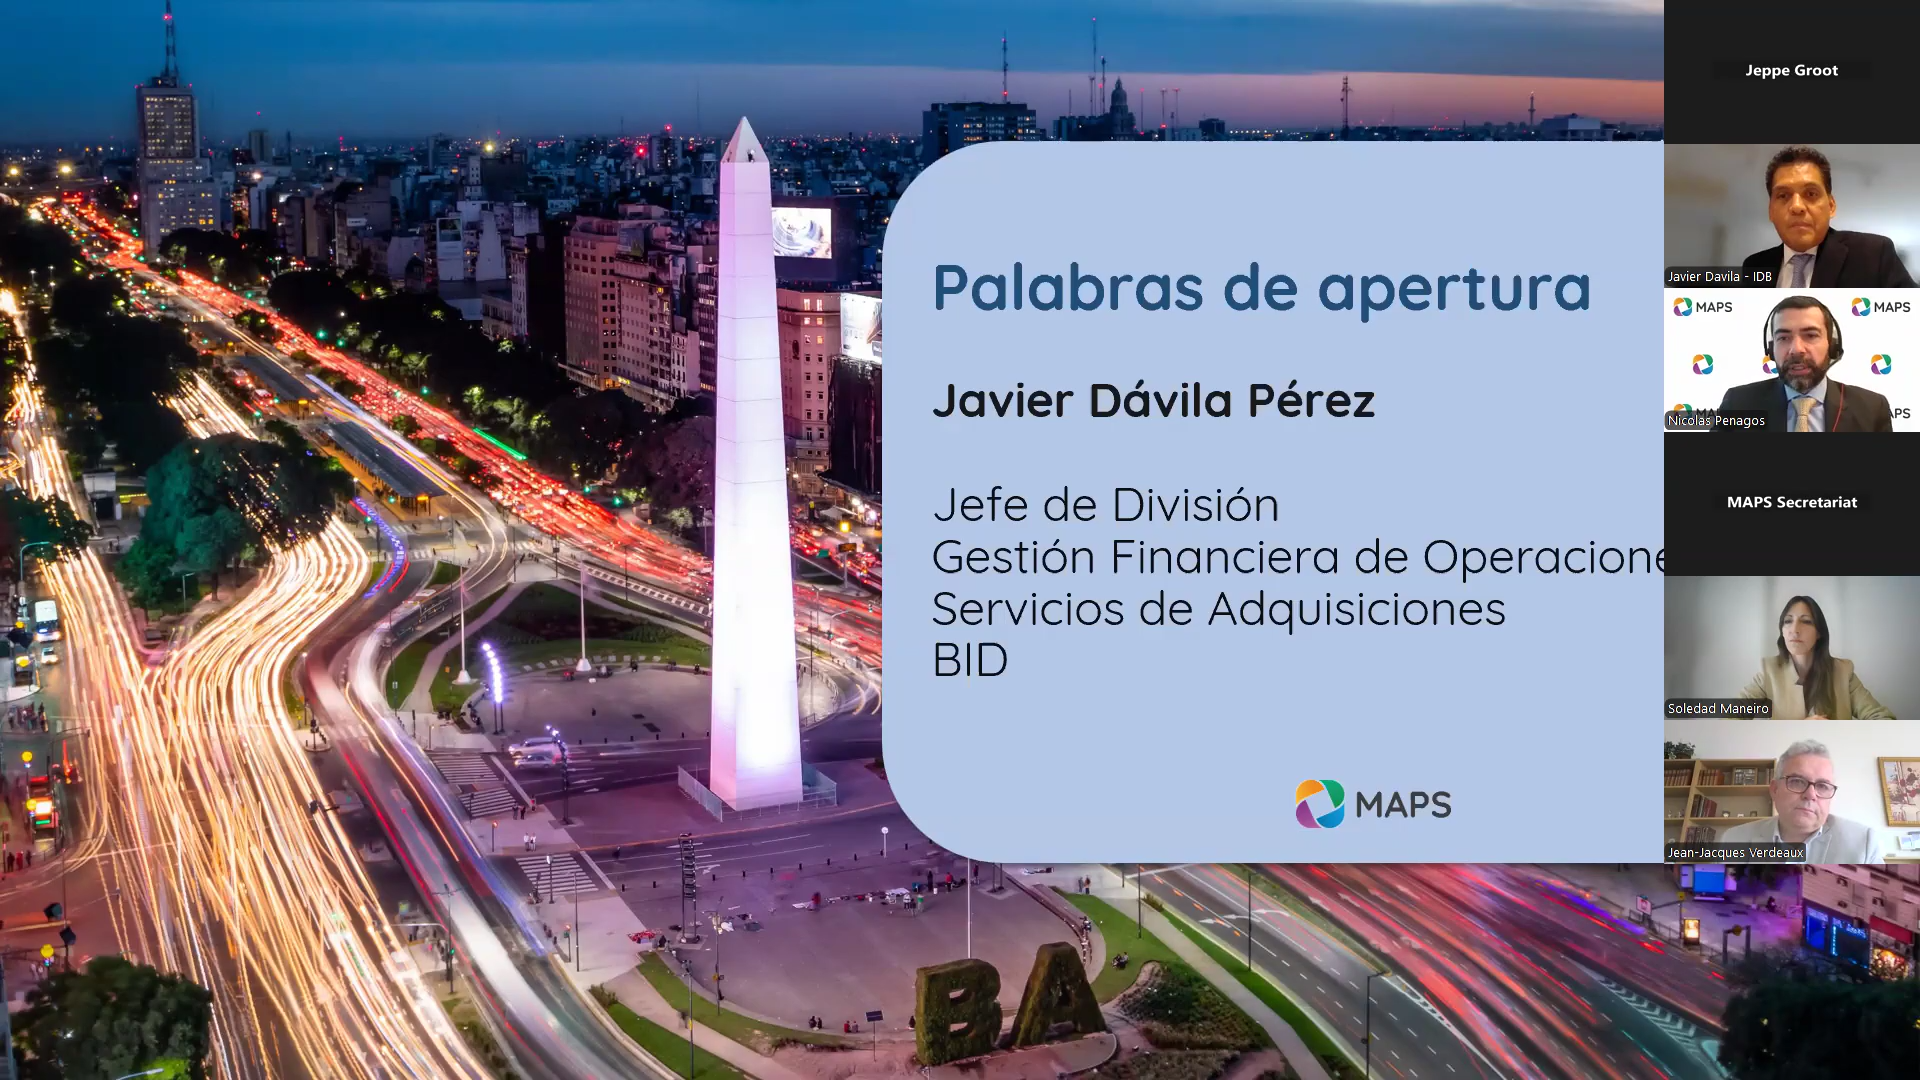 Palabras de apertura
Javier Dávila Pérez
Jefe de División
Gestión Financiera de Operacione
Servicios de Adquisiciones
BID
MAPS
BA
Jeppe Groot
Javier Davila - IDB
MAPS
MAPS
Nicolás Penagos
MAPS Secretariat
Soledad Maneiro
Jean-Jacques Verdeaux